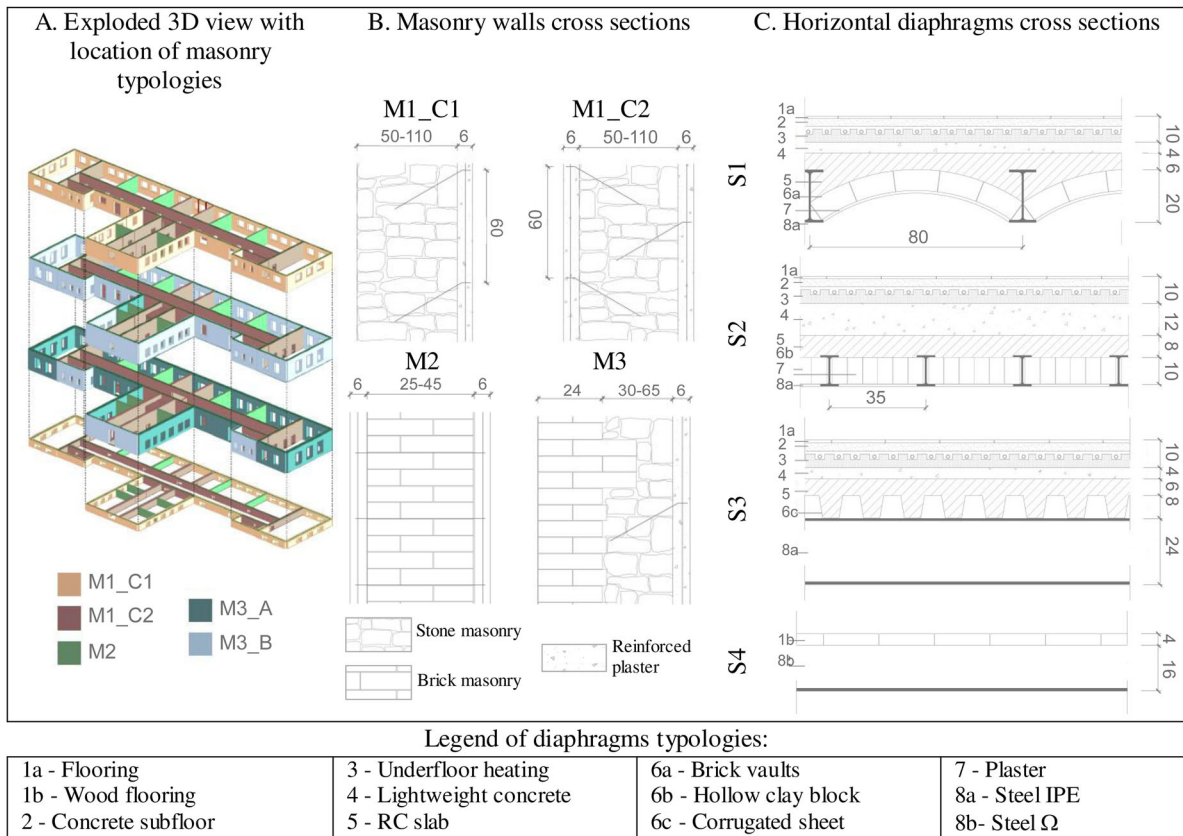 A. Exploded 3D view with
location of masonry
typologies
M1_C1
M1_C2
M2
M3_A
M3_B
B. Masonry walls cross sections
M1_C1
50-110 6
60
M1_C2
6 50-110 6
60
M2
6 25-45 6
M3
24 30-65 6
Stone masonry
Brick masonry
Reinforced
plaster
C. Horizontal diaphragms cross sections
S1
1a
2
3
4
5
6a
7
8a
80
10
4
6
20
S2
1a
2
3
4
5
6b
7
8a
35
10
12
8
10
S3
1a
2
3
4
5
6c
8a
10
4
6
8
24
S4
1b
8b
4
16
Legend of diaphragms typologies:
1a - Flooring
1b - Wood flooring
2 - Concrete subfloor
3 - Underfloor heating
4 - Lightweight concrete
5 - RC slab
6a - Brick vaults
6b - Hollow clay block
6c - Corrugated sheet
7 - Plaster
8a - Steel IPE
8b- Steel Ω